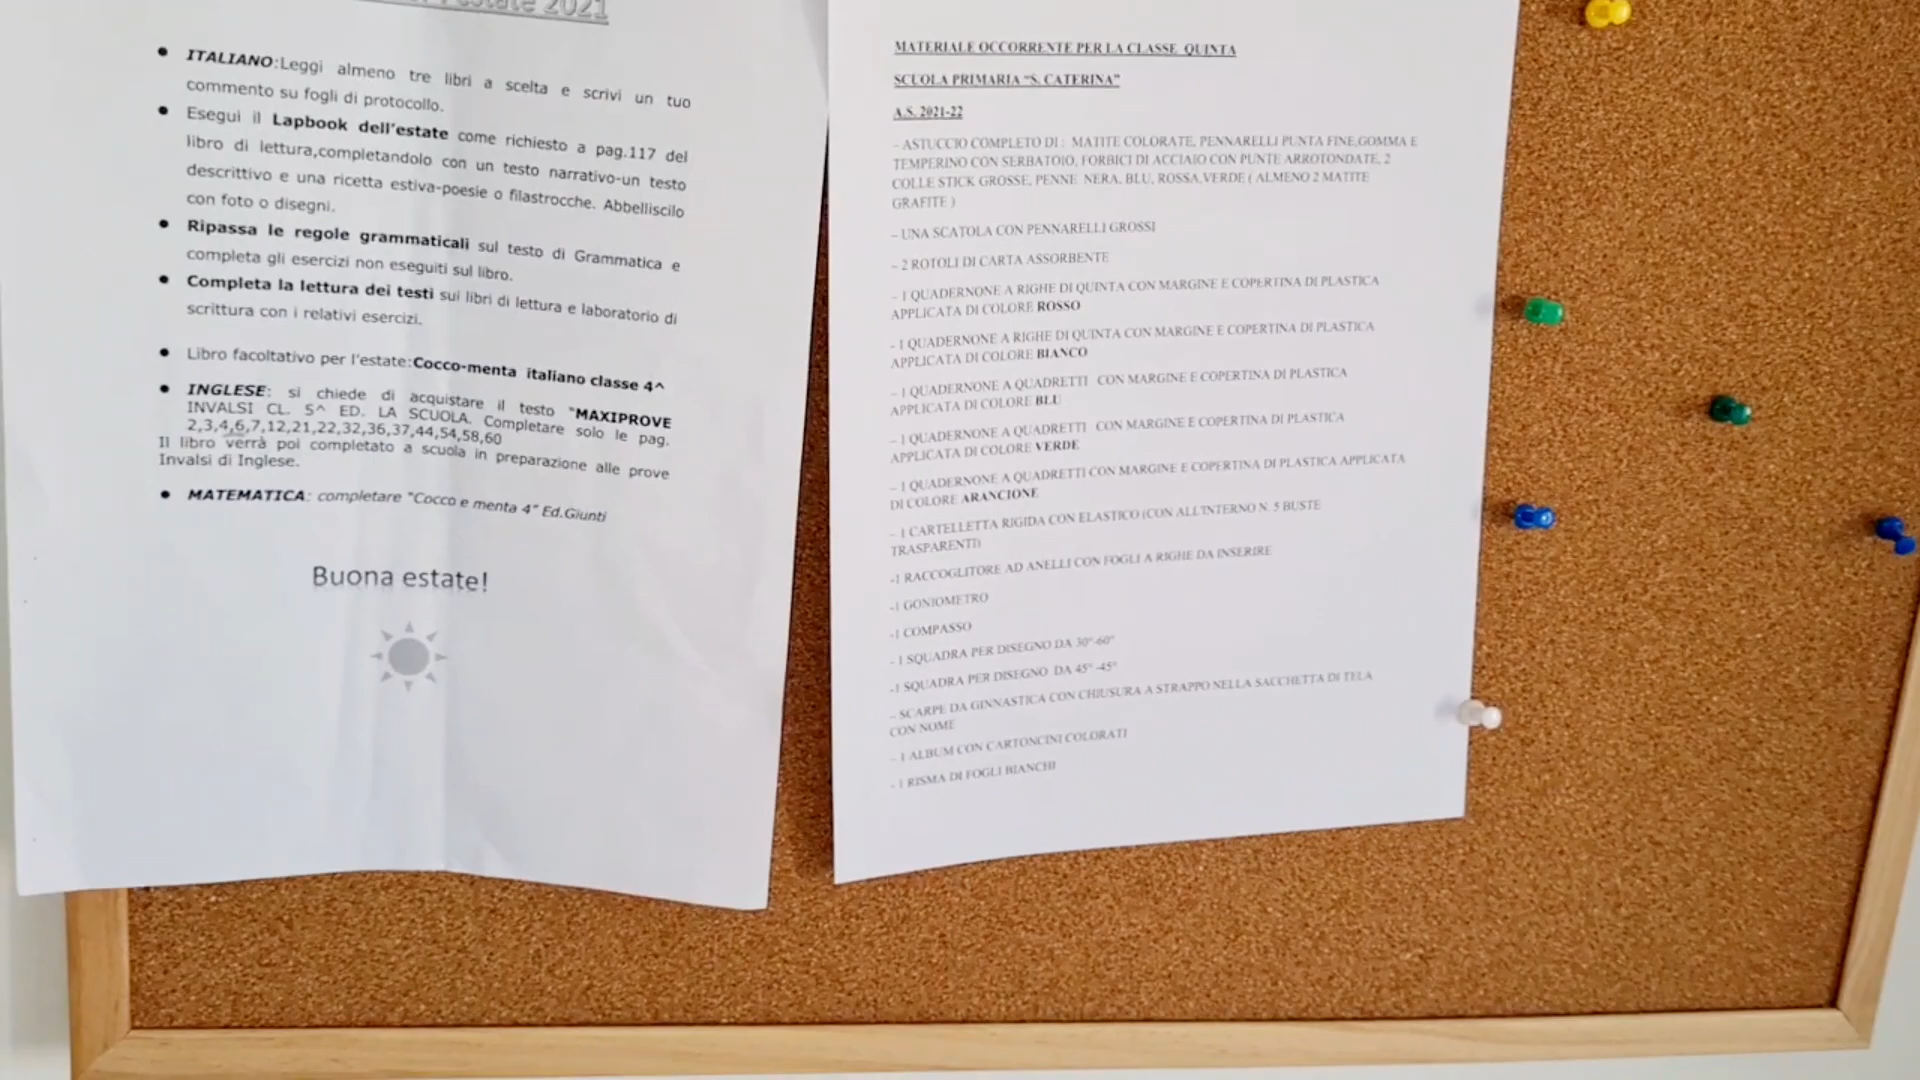 l'estate 2021
ITALIANO:Leggi almeno tre libri a scelta e scrivi un tuo
commento su fogli di protocollo.
Esegui il Lapbook dell'estate come richiesto a pag.117 del
libro di lettura,completandolo con un testo narrativo-un testo
descrittivo e una ricetta estiva-poesie o filastrocche. Abbelliscilo
con foto o disegni.
Ripassa le regole grammaticali sul testo di Grammatica e
completa gli esercizi non eseguiti sul libro.
Completa la lettura dei testi sui libri di lettura e laboratorio di
scrittura con i relativi esercizi.
Libro facoltativo per l'estate:Cocco-menta italiano classe 4^
INGLESE: si chiede di acquistare il testo "MAXIPROVE
INVALSI CL. 5^ ED. LA SCUOLA. Completare solo le pag.
2,3,4,6,7,12,21,22,32,36,37,44,54,58,60
Il libro verrà poi completato a scuola in preparazione alle prove
Invalsi di Inglese.
MATEMATICA: completare "Cocco e menta 4" Ed.Giunti
Buona estate!
MATERIALE OCCORRENTE PER LA CLASSE QUINTA
SCUOLA PRIMARIA "S. CATERINA"
A.S. 2021-22
- ASTUCCIO COMPLETO DI : MATITE COLORATE, PENNARELLI PUNTA FINE,GOMMA E
TEMPERINO CON SERBATOIO, FORBICI DI ACCIAIO CON PUNTE ARROTONDATE, 2
COLLE STICK GROSSE, PENNE NERA, BLU, ROSSA,VERDE ( ALMENO 2 MATITE
GRAFITE )
- UNA SCATOLA CON PENNARELLI GROSSI
- 2 ROTOLI DI CARTA ASSORBENTE
- 1 QUADERNONE A RIGHE DI QUINTA CON MARGINE E COPERTINA DI PLASTICA
APPLICATA DI COLORE ROSSO
- 1 QUADERNONE A RIGHE DI QUINTA CON MARGINE E COPERTINA DI PLASTICA
APPLICATA DI COLORE BIANCO
- 1 QUADERNONE A QUADRETTI CON MARGINE E COPERTINA DI PLASTICA
APPLICATA DI COLORE BLU
- 1 QUADERNONE A QUADRETTI CON MARGINE E COPERTINA DI PLASTICA
APPLICATA DI COLORE VERDE
- 1 QUADERNONE A QUADRETTI CON MARGINE E COPERTINA DI PLASTICA APPLICATA
DI COLORE ARANCIONE
- 1 CARTELLETTA RIGIDA CON ELASTICO (CON ALL'INTERNO N. 5 BUSTE
TRASPARENTI)
-1 RACCOGLITORE AD ANELLI CON FOGLI A RIGHE DA INSERIRE
-1 GONIOMETRO
-1 COMPASSO
- 1 SQUADRA PER DISEGNO DA 30°-60°
-1 SQUADRA PER DISEGNO DA 45°-45°
- SCARPE DA GINNASTICA CON CHIUSURA A STRAPPO NELLA SACCHETTA DI TELA
CON NOME
- 1 ALBUM CON CARTONCINI COLORATI
- 1 RISMA DI FOGLI BIANCHI